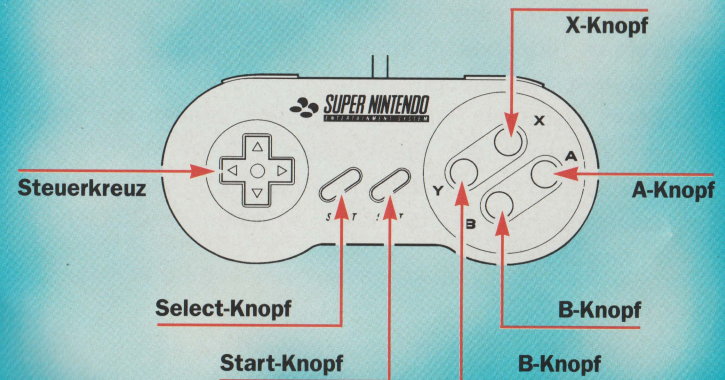 X-Knopf
SUPER NINTENDO
ENTERTAINMENT SYSTEM
X
A
Y
B
Steuerkreuz
A-Knopf
Select-Knopf
B-Knopf
Start-Knopf
B-Knopf